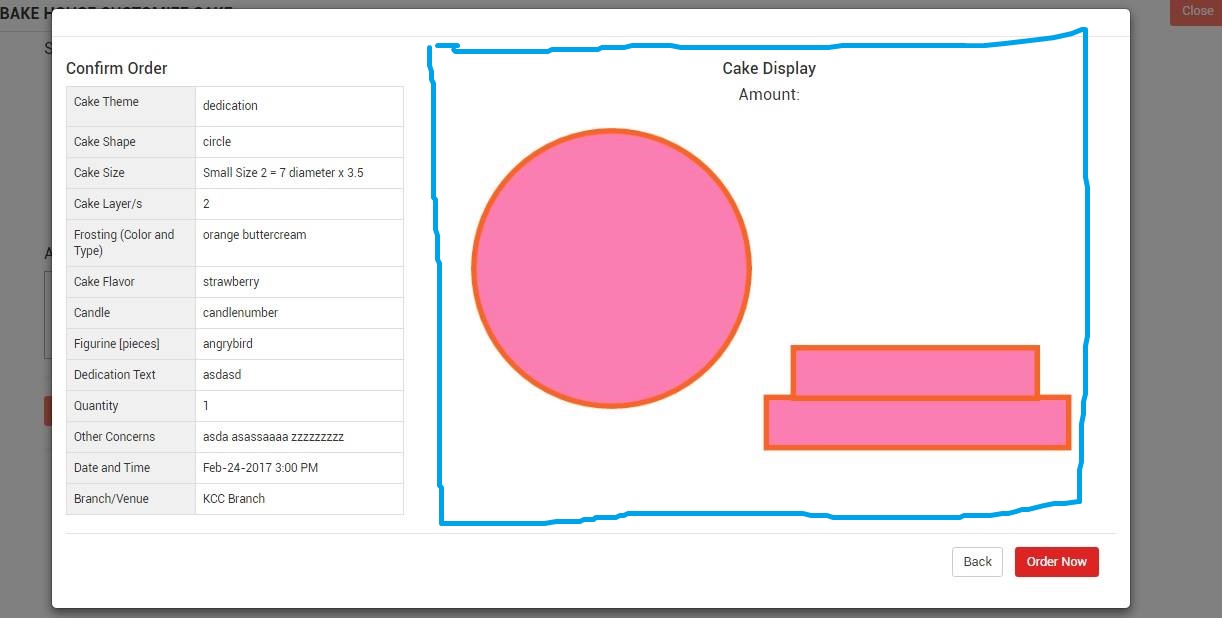 BAKE H
Close
S
A
Confirm Order
Cake Theme dedication
Cake Shape circle
Cake Size Small Size 2 = 7 diameter x 3.5
Cake Layer/s 2
Frosting (Color and orange buttercream
Type)
Cake Flavor strawberry
Candle candlenumber
Figurine [pieces] angrybird
Dedication Text asdasd
Quantity 1
Other Concerns asda asassaaaa zzzzzzzzz
Date and Time Feb-24-2017 3:00 PM
Branch/Venue KCC Branch
Cake Display
Amount:
Back
Order Now